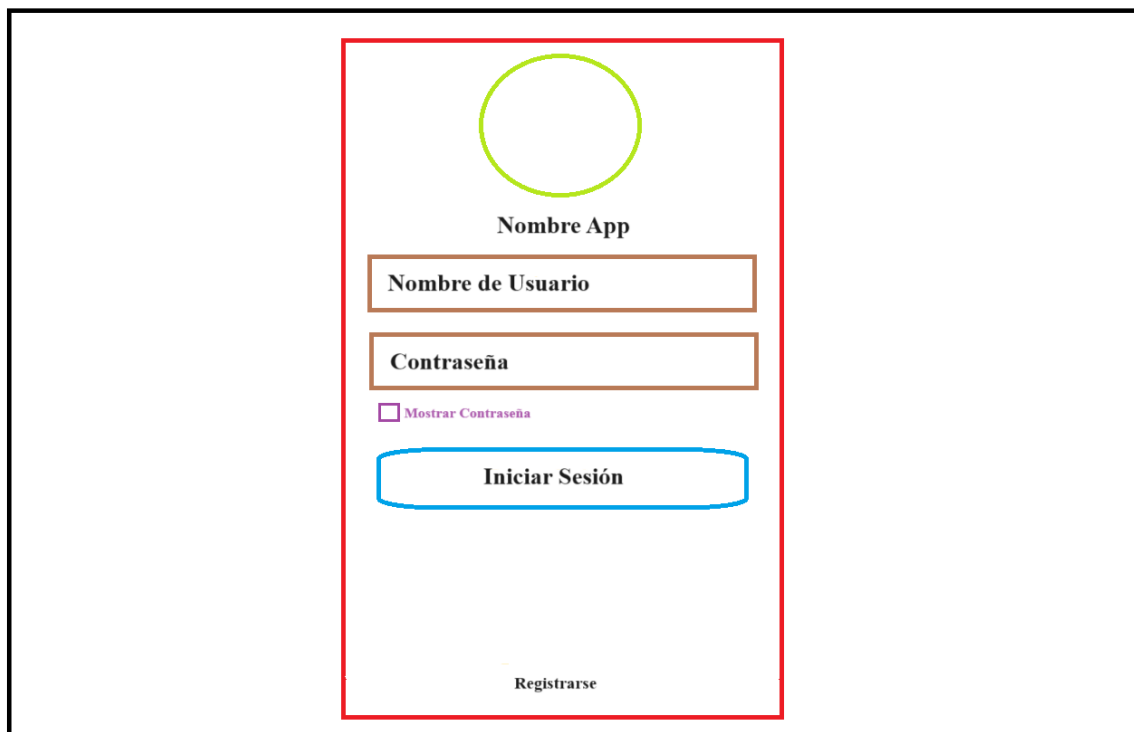 Nombre App
Nombre de Usuario
Contraseña
Mostrar Contraseña
Iniciar Sesión
Registrarse